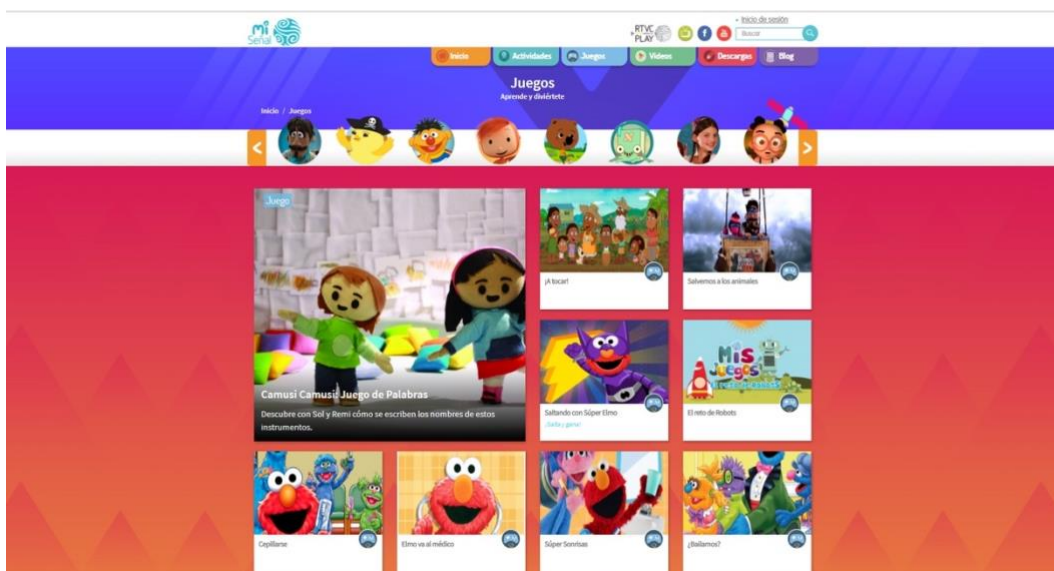 mi
Señal
RTVC
PLAY
Inicio de sesión
Buscar
Inicio
Actividades
Juegos
Videos
Descargas
Blog
Juegos
Aprende y diviértete
Inicio / Juegos
<
>
Juego
Camusi Camusi: Juego de Palabras
Descubre con Sol y Remi cómo se escriben los nombres de estos
instrumentos.
¡A tocar!
Salvemos a los animales
Saltando con Súper Elmo
¡Salta y gana!
MIS
JUEGOS
El reto de Robots
Cepillarse
Elmo va al médico
Súper Sonrisas
¿Bailamos?